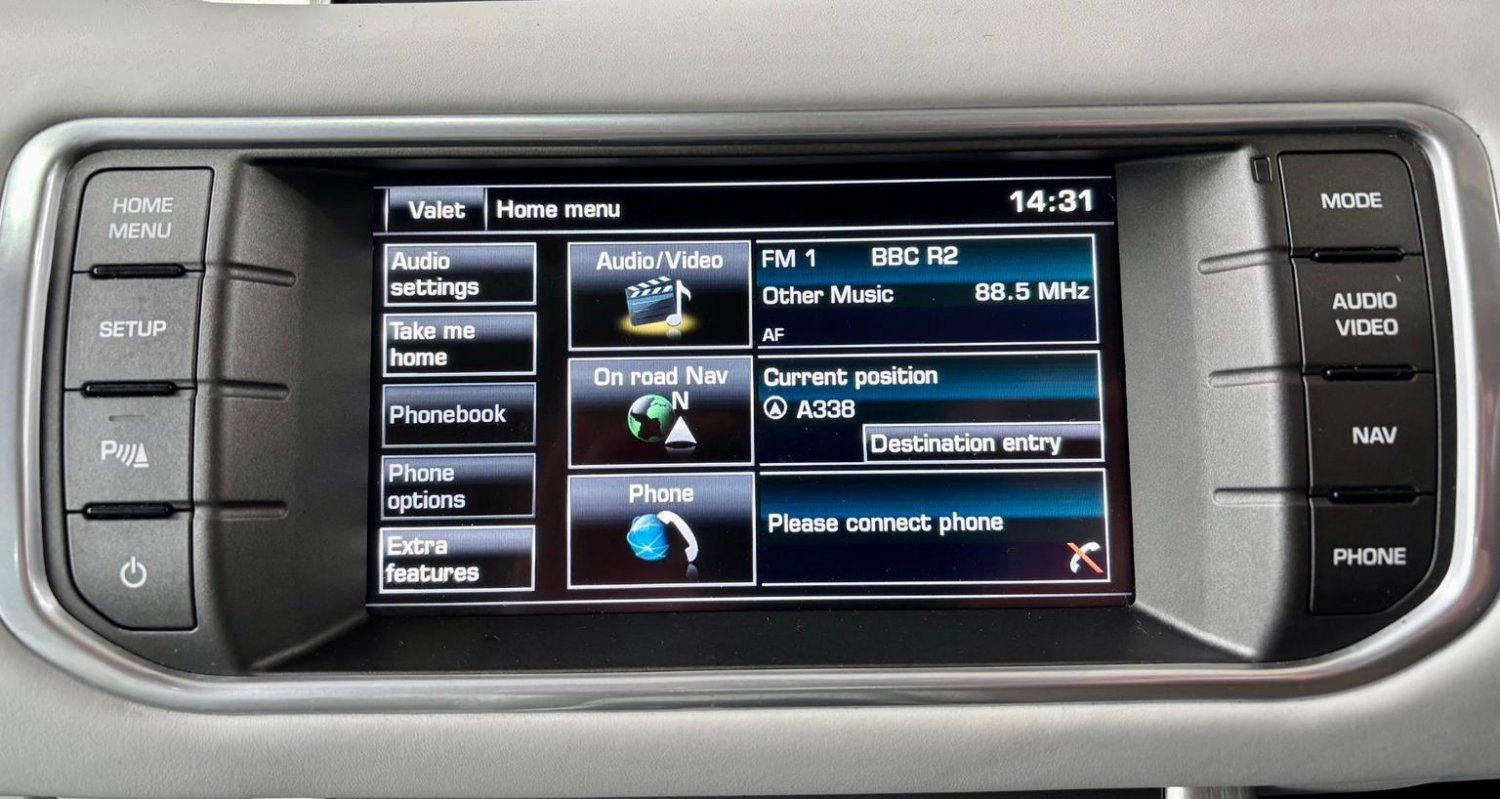 HOME
MENU
SETUP
P
Valet
Home menu
14:31
Audio
settings
Take me
home
Phonebook
Phone
options
Extra
features
Audio/Video
On road Nav
N
Phone
FM 1 BBC R2
Other Music 88.5 MHz
AF
Current position
A338
Destination entry
Please connect phone
MODE
AUDIO
VIDEO
NAV
PHONE